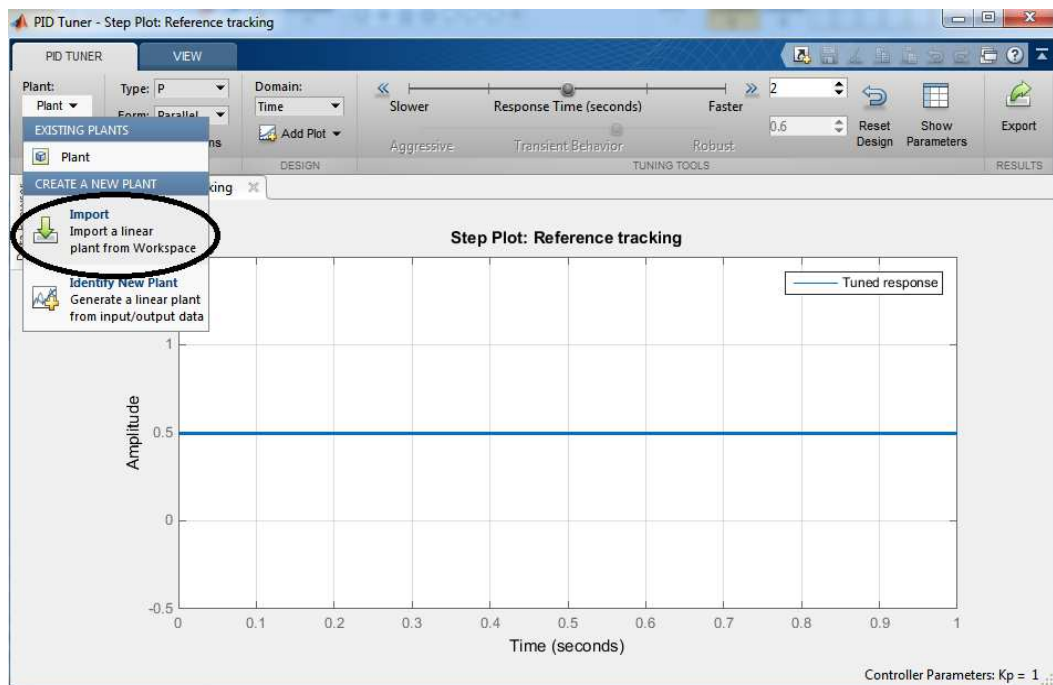 PID Tuner - Step Plot: Reference tracking
PID TUNER
VIEW
Plant:
Plant
Type: P
Form: Parallel
ns
Domain:
Time
Add Plot
DESIGN
Slower
Response Time (seconds)
Faster
2
Aggressive
Transient Behavior
Robust
0.6
TUNING TOOLS
Reset Design
Show Parameters
Export
RESULTS
EXISTING PLANTS
Plant
CREATE A NEW PLANT
Import
Import a linear
plant from Workspace
Identify New Plant
Generate a linear plant
from input/output data
king
Step Plot: Reference tracking
Tuned response
1
0.5
0
-0.5
Amplitude
0 0.1 0.2 0.3 0.4 0.5 0.6 0.7 0.8 0.9 1
Time (seconds)
Controller Parameters: Kp = 1